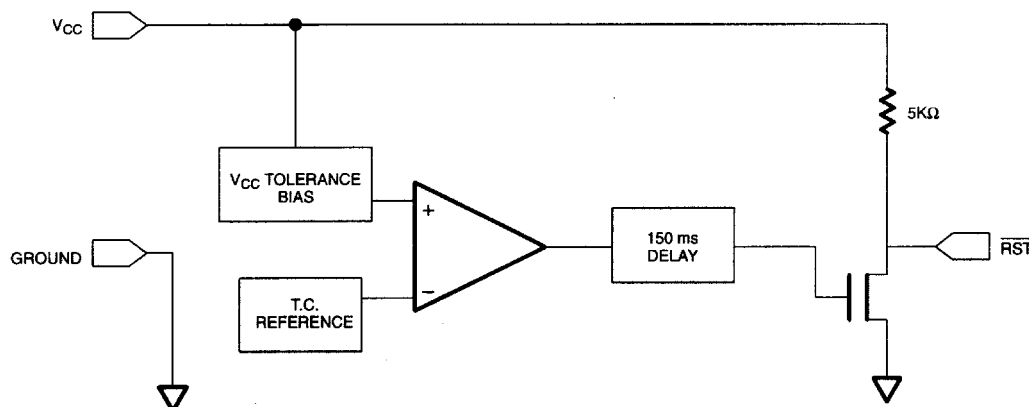 VCC
5KΩ
VCC TOLERANCE
BIAS
+
150 ms
DELAY
GROUND
RST
−
T.C.
REFERENCE